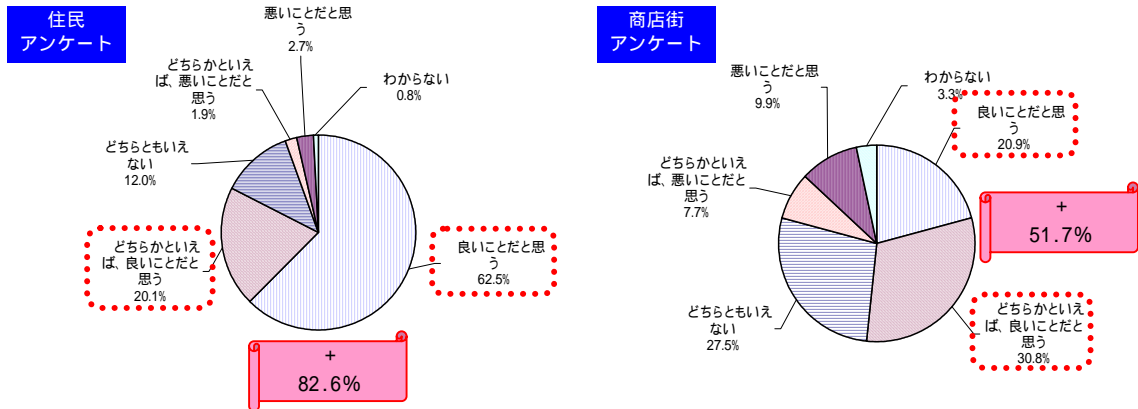 住民
アンケート
悪いことだと思
う
2.7%
どちらかといえ
ば、悪いことだと
思う
1.9%
わからない
0.8%
どちらともいえ
ない
12.0%
どちらかといえ
ば、良いことだと
思う
20.1%
良いことだと思
う
62.5%
+
82.6%
商店街
アンケート
悪いことだと思
う
9.9%
わからない
3.3%
良いことだと思
う
20.9%
どちらかといえ
ば、悪いことだと
思う
7.7%
+
51.7%
どちらともいえ
ない
27.5%
どちらかといえ
ば、良いことだと
思う
30.8%